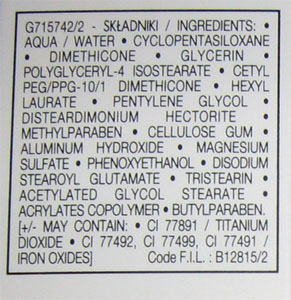 G715742/2 - SKŁADNIKI / INGREDIENTS: •
AQUA / WATER • CYCLOPENTASILOXANE
• DIMETHICONE • GLYCERIN •
POLYGLYCERYL-4 ISOSTEARATE • CETYL
PEG/PPG-10/1 DIMETHICONE • HEXYL
LAURATE • PENTYLENE GLYCOL •
DISTEARDIMONIUM HECTORITE •
METHYLPARABEN • CELLULOSE GUM •
ALUMINUM HYDROXIDE • MAGNESIUM
SULFATE • PHENOXYETHANOL • DISODIUM
STEAROYL GLUTAMATE • TRISTEARIN •
ACETYLATED GLYCOL STEARATE •
ACRYLATES COPOLYMER • BUTYLPARABEN.
[+/- MAY CONTAIN: • CI 77891 / TITANIUM
DIOXIDE • CI 77492, CI 77499, CI 77491 /
IRON OXIDES] Code F.I.L. : B12815/2